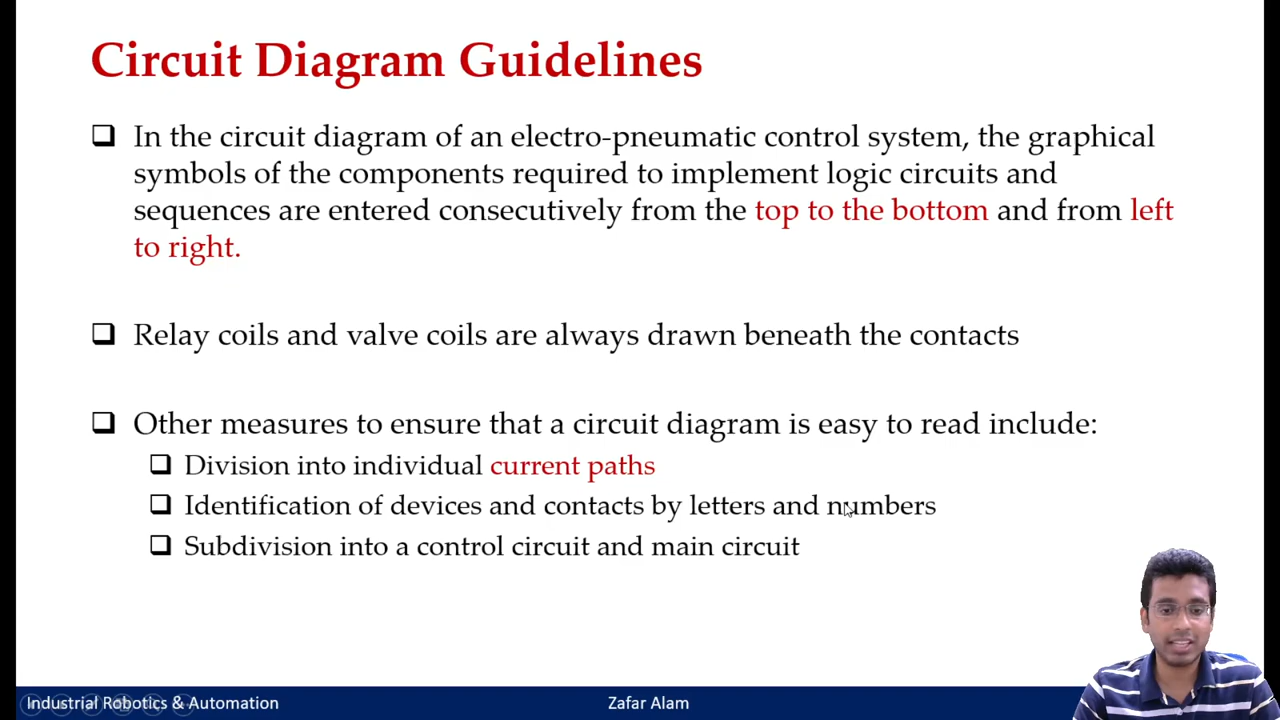 Circuit Diagram Guidelines
In the circuit diagram of an electro-pneumatic control system, the graphical
symbols of the components required to implement logic circuits and
sequences are entered consecutively from the top to the bottom and from left
to right.
Relay coils and valve coils are always drawn beneath the contacts
Other measures to ensure that a circuit diagram is easy to read include:
Division into individual current paths
Identification of devices and contacts by letters and numbers
Subdivision into a control circuit and main circuit
Industrial Robotics & Automation
Zafar Alam